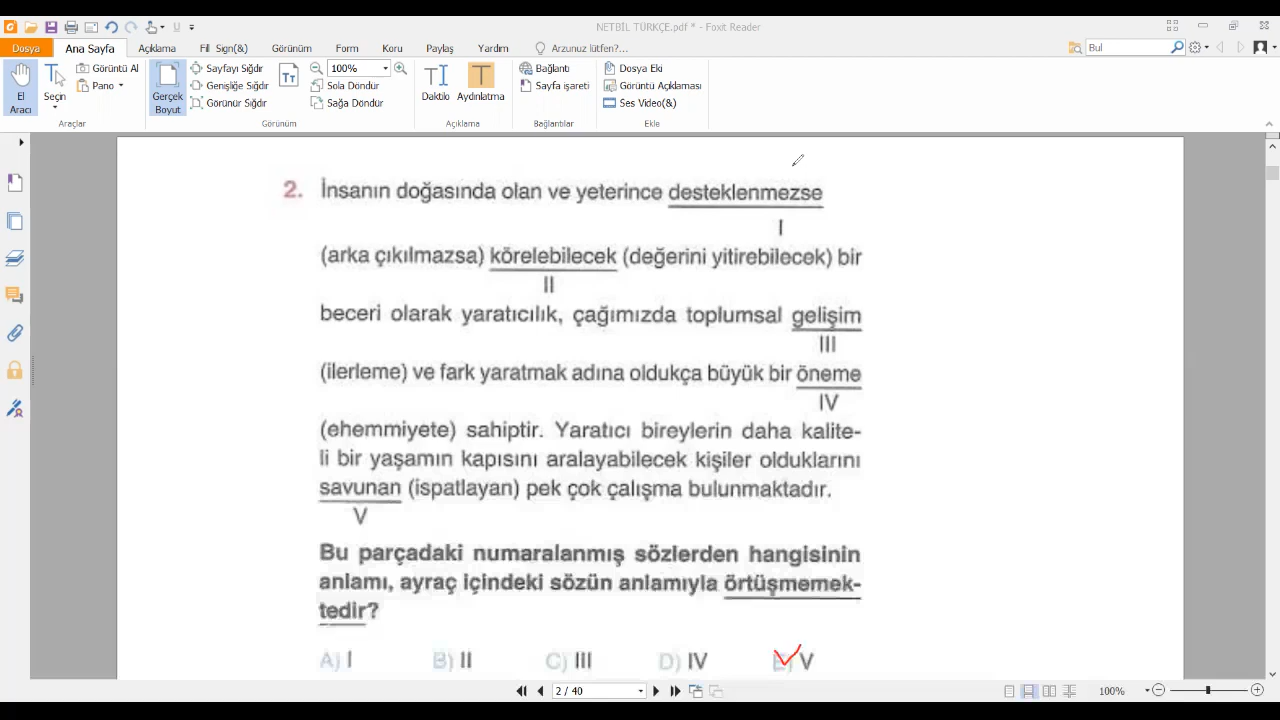 NETBİL TÜRKÇE.pdf * - Foxit Reader
Dosya Ana Sayfa Açıklama Fill Sign(&) Görünüm Form Koru Paylaş Yardım Arzunuz lütfen?... Bul
El Aracı Seçin Görüntü Al Pano Gerçek Boyut Sayfayı Sığdır Genişliğe Sığdır Görünür Sığdır 100% Sola Döndür Sağa Döndür Daktilo Aydınlatma Bağlantı Sayfa işareti Dosya Eki Görüntü Açıklaması Ses Video(&)
Araçlar Görünüm Açıklama Bağlantılar Ekle
2. İnsanın doğasında olan ve yeterince desteklenmezse
I
(arka çıkılmazsa) körelebilecek (değerini yitirebilecek) bir
II
beceri olarak yaratıcılık, çağımızda toplumsal gelişim
III
(ilerleme) ve fark yaratmak adına oldukça büyük bir öneme
IV
(ehemmiyete) sahiptir. Yaratıcı bireylerin daha kalite-
li bir yaşamın kapısını aralayabilecek kişiler olduklarını
savunan (ispatlayan) pek çok çalışma bulunmaktadır.
V
Bu parçadaki numaralanmış sözlerden hangisinin
anlamı, ayraç içindeki sözün anlamıyla örtüşmemek-
tedir?
A) I B) II C) III D) IV E) V
2 / 40 100%